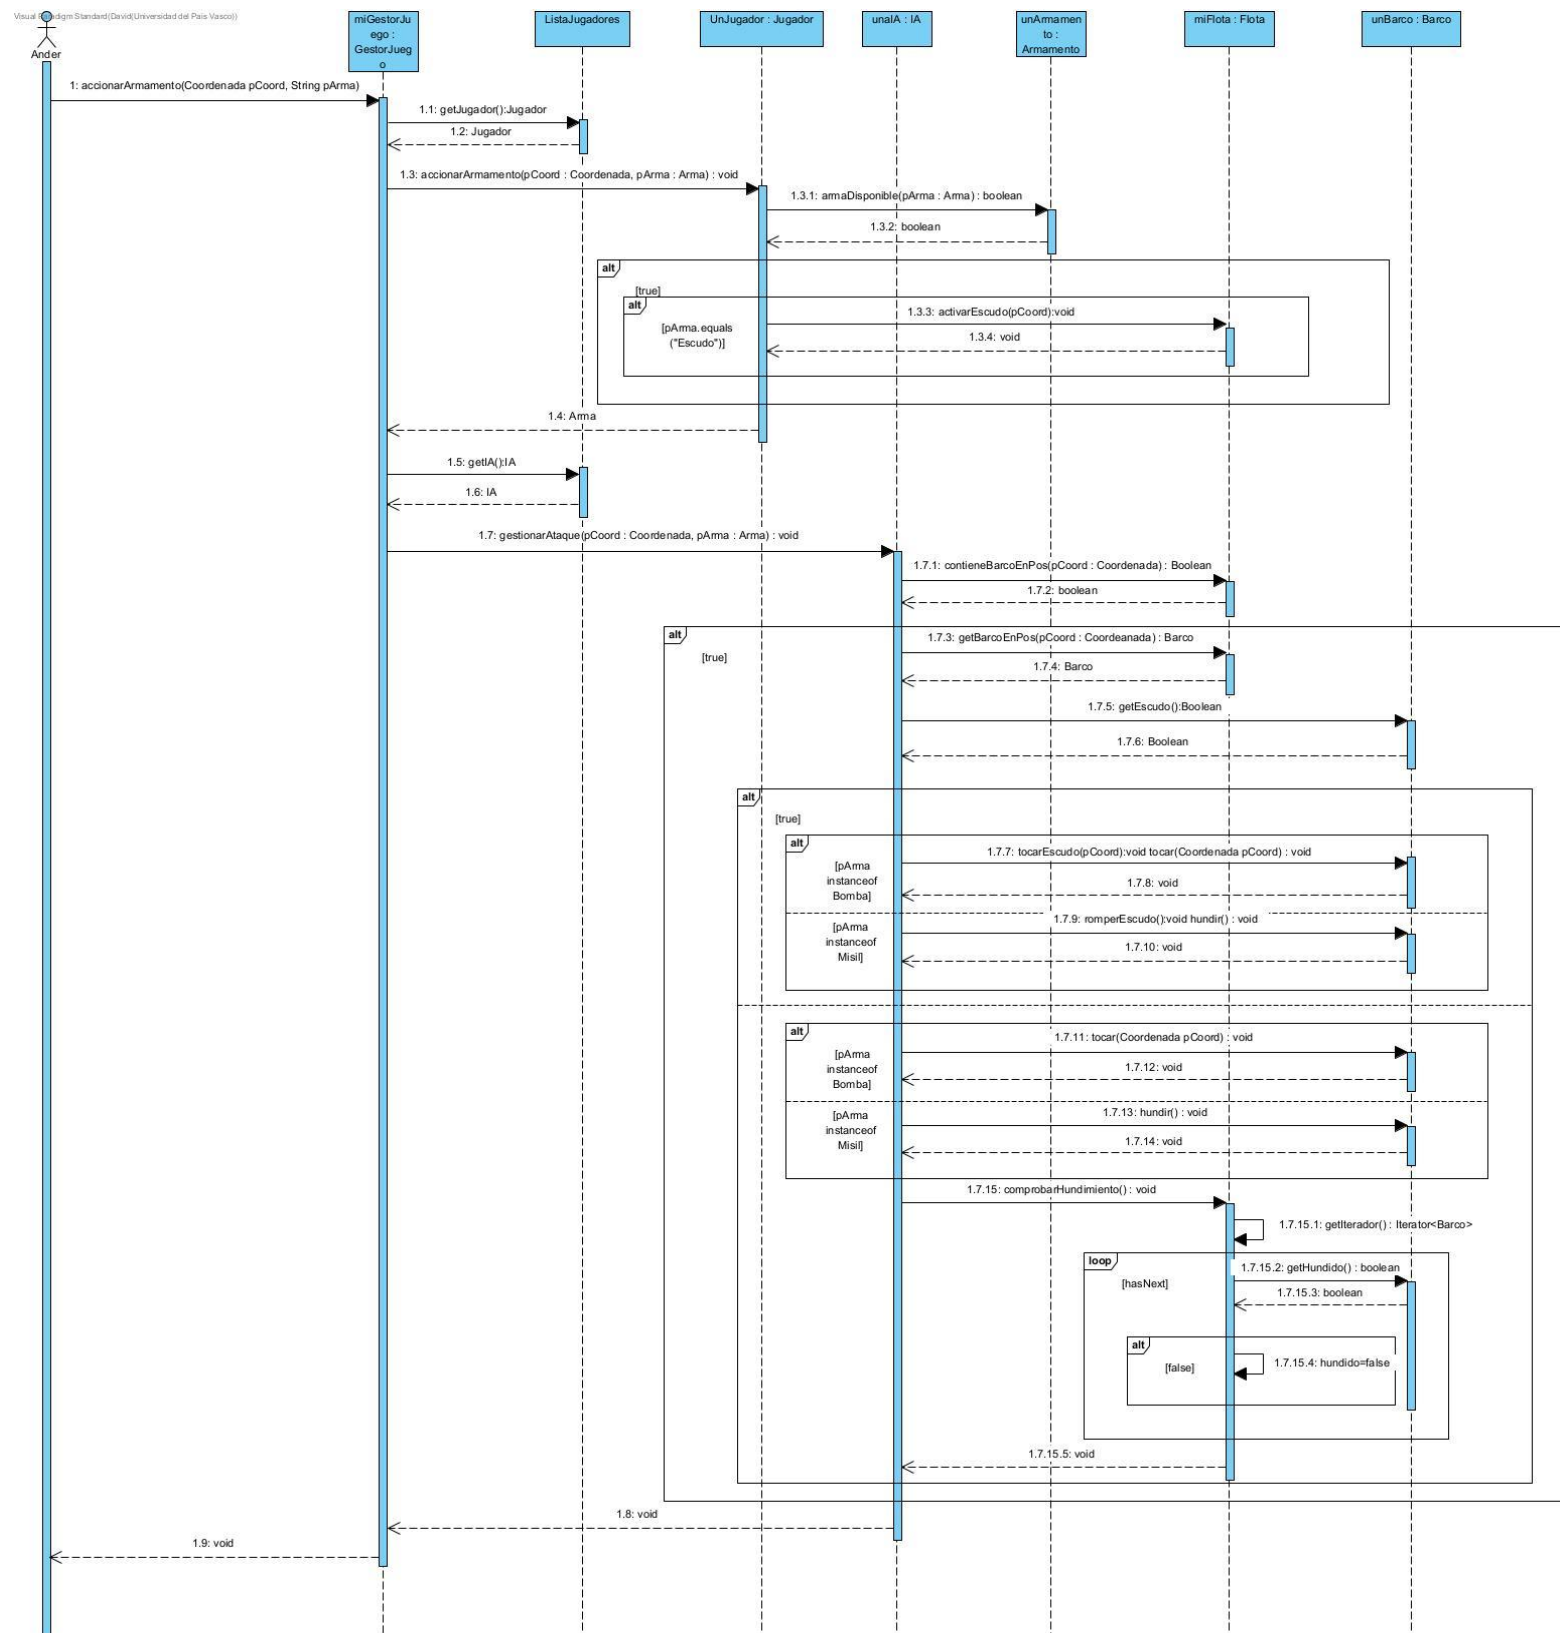 Visual Paradigm Standard(David(Universidad del Pais Vasco))
Ander
miGestorJu
ego :
GestorJueg
o
ListaJugadores
UnJugador : Jugador
unaIA : IA
unArmamen
to :
Armamento
miFlota : Flota
unBarco : Barco
1: accionarArmamento(Coordenada pCoord, String pArma)
1.1: getJugador():Jugador
1.2: Jugador
1.3: accionarArmamento(pCoord : Coordenada, pArma : Arma) : void
1.3.1: armaDisponible(pArma : Arma) : boolean
1.3.2: boolean
alt
[true]
alt
[pArma.equals
("Escudo")]
1.3.3: activarEscudo(pCoord):void
1.3.4: void
1.4: Arma
1.5: getIA():IA
1.6: IA
1.7: gestionarAtaque(pCoord : Coordenada, pArma : Arma) : void
1.7.1: contieneBarcoEnPos(pCoord : Coordenada) : Boolean
1.7.2: boolean
alt
[true]
1.7.3: getBarcoEnPos(pCoord : Coordeanada) : Barco
1.7.4: Barco
1.7.5: getEscudo():Boolean
1.7.6: Boolean
alt
[true]
alt
[pArma
instanceof
Bomba]
1.7.7: tocarEscudo(pCoord):void tocar(Coordenada pCoord) : void
1.7.8: void
1.7.9: romperEscudo():void hundir() : void
[pArma
instanceof
Misil]
1.7.10: void
alt
[pArma
instanceof
Bomba]
1.7.11: tocar(Coordenada pCoord) : void
1.7.12: void
[pArma
instanceof
Misil]
1.7.13: hundir() : void
1.7.14: void
1.7.15: comprobarHundimiento() : void
1.7.15.1: getIterador() : Iterator<Barco>
loop
[hasNext]
1.7.15.2: getHundido() : boolean
1.7.15.3: boolean
alt
[false]
1.7.15.4: hundido=false
1.7.15.5: void
1.8: void
1.9: void